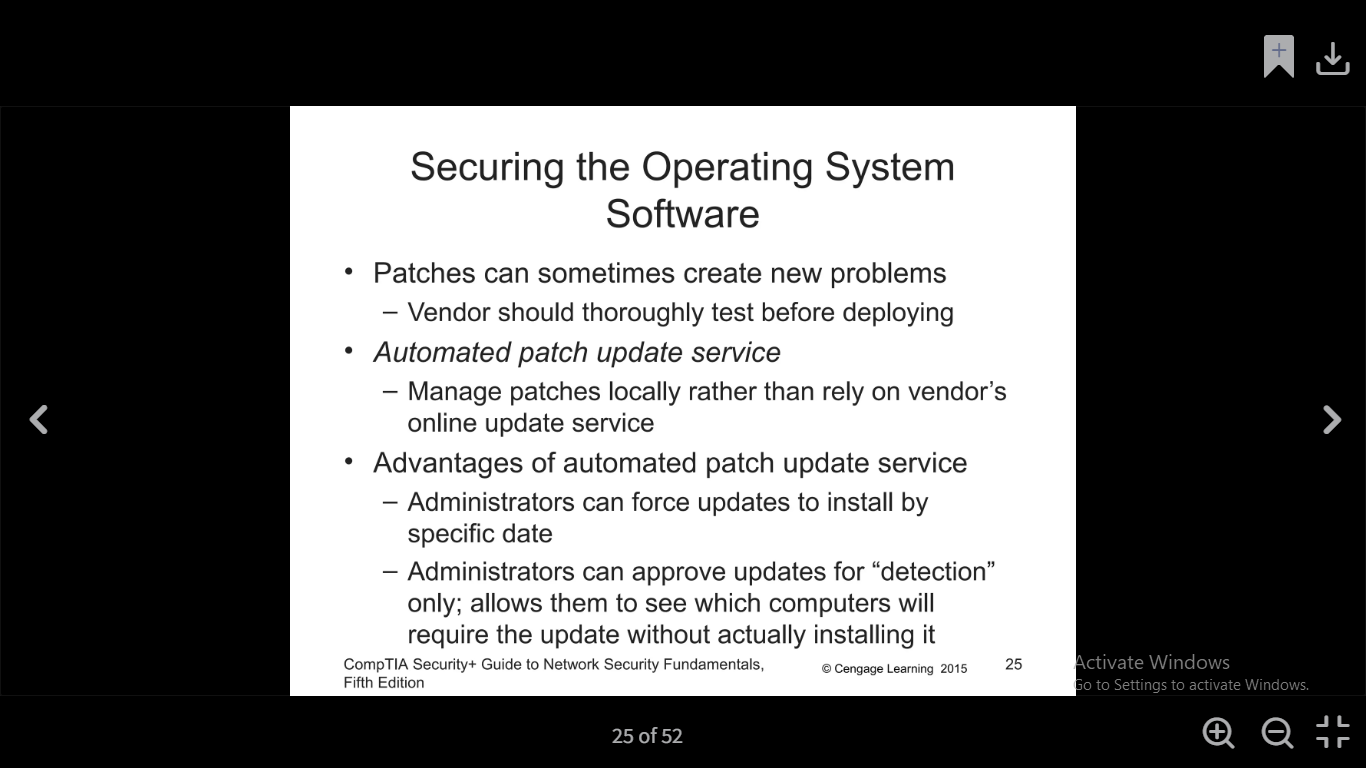 Securing the Operating System
Software
• Patches can sometimes create new problems
– Vendor should thoroughly test before deploying
• Automated patch update service
– Manage patches locally rather than rely on vendor’s
online update service
• Advantages of automated patch update service
– Administrators can force updates to install by
specific date
– Administrators can approve updates for “detection”
only; allows them to see which computers will
require the update without actually installing it
CompTIA Security+ Guide to Network Security Fundamentals,
Fifth Edition
© Cengage Learning 2015
25
Activate Windows
Go to Settings to activate Windows.
25 of 52